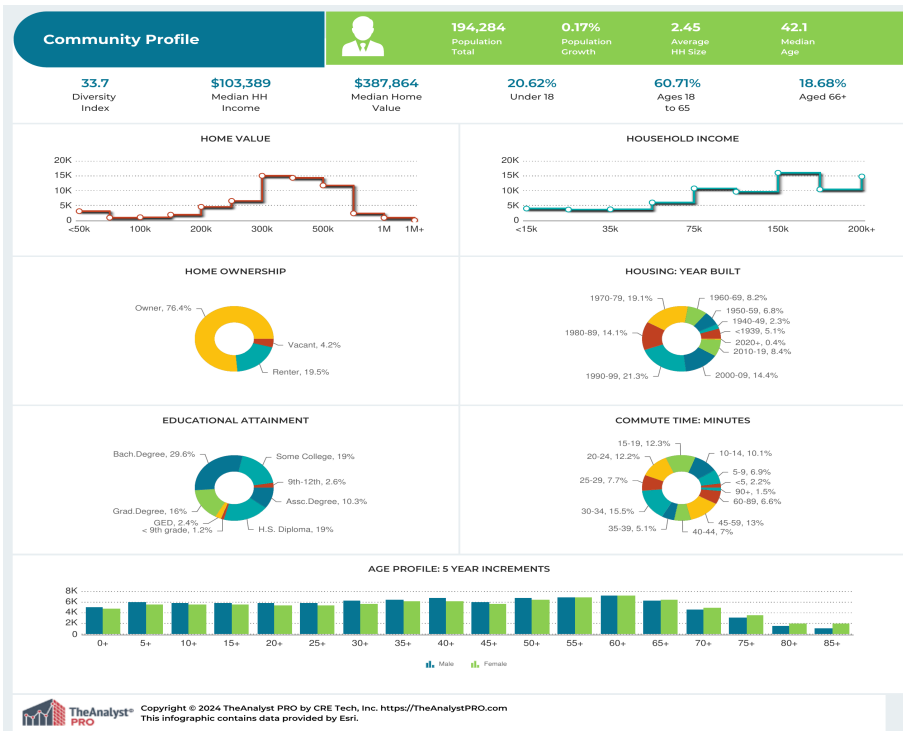 Community Profile
194,284
Population
Total
0.17%
Population
Growth
2.45
Average
HH Size
42.1
Median
Age
33.7
Diversity
Index
$103,389
Median HH
Income
$387,864
Median Home
Value
20.62%
Under 18
60.71%
Ages 18
to 65
18.68%
Aged 66+
HOME VALUE
20K
15K
10K
5K
0
<50k
100k
200k
300k
500k
1M
1M+
HOUSEHOLD INCOME
20K
15K
10K
5K
0
<15k
35k
75k
150k
200k+
HOME OWNERSHIP
Owner, 76.4%
Vacant, 4.2%
Renter, 19.5%
HOUSING: YEAR BUILT
1970-79, 19.1%
1960-69, 8.2%
1950-59, 6.8%
1940-49, 2.3%
<1939, 5.1%
1980-89, 14.1%
2020+, 0.4%
2010-19, 8.4%
1990-99, 21.3%
2000-09, 14.4%
EDUCATIONAL ATTAINMENT
Bach.Degree, 29.6%
Some College, 19%
9th-12th, 2.6%
Assc.Degree, 10.3%
Grad.Degree, 16%
GED, 2.4%
< 9th grade, 1.2%
H.S. Diploma, 19%
COMMUTE TIME: MINUTES
15-19, 12.3%
20-24, 12.2%
10-14, 10.1%
5-9, 6.9%
25-29, 7.7%
<5, 2.2%
90+, 1.5%
60-89, 6.6%
30-34, 15.5%
45-59, 13%
35-39, 5.1%
40-44, 7%
AGE PROFILE: 5 YEAR INCREMENTS
8K
6K
4K
2K
0
0+
5+
10+
15+
20+
25+
30+
35+
40+
45+
50+
55+
60+
65+
70+
75+
80+
85+
Male
Female
TheAnalyst®
PRO
Copyright © 2024 TheAnalyst PRO by CRE Tech, Inc. https://TheAnalystPRO.com
This infographic contains data provided by Esri.